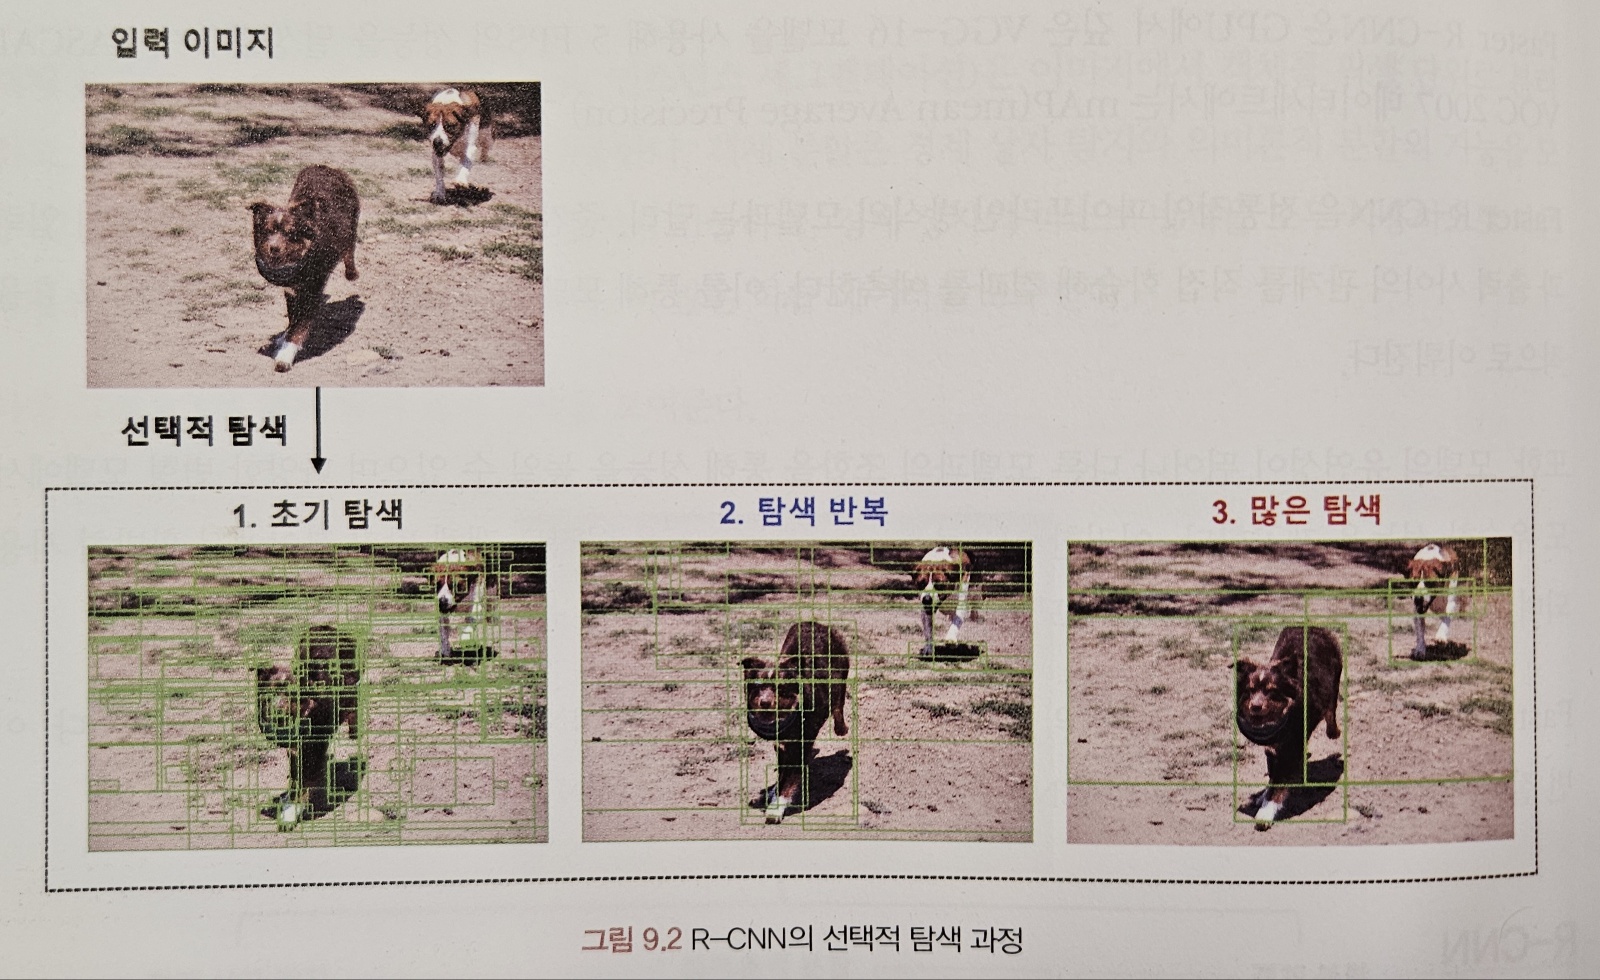 입력 이미지
선택적 탐색
1. 초기 탐색
2. 탐색 반복
3. 많은 탐색
그림 9.2 R-CNN의 선택적 탐색 과정